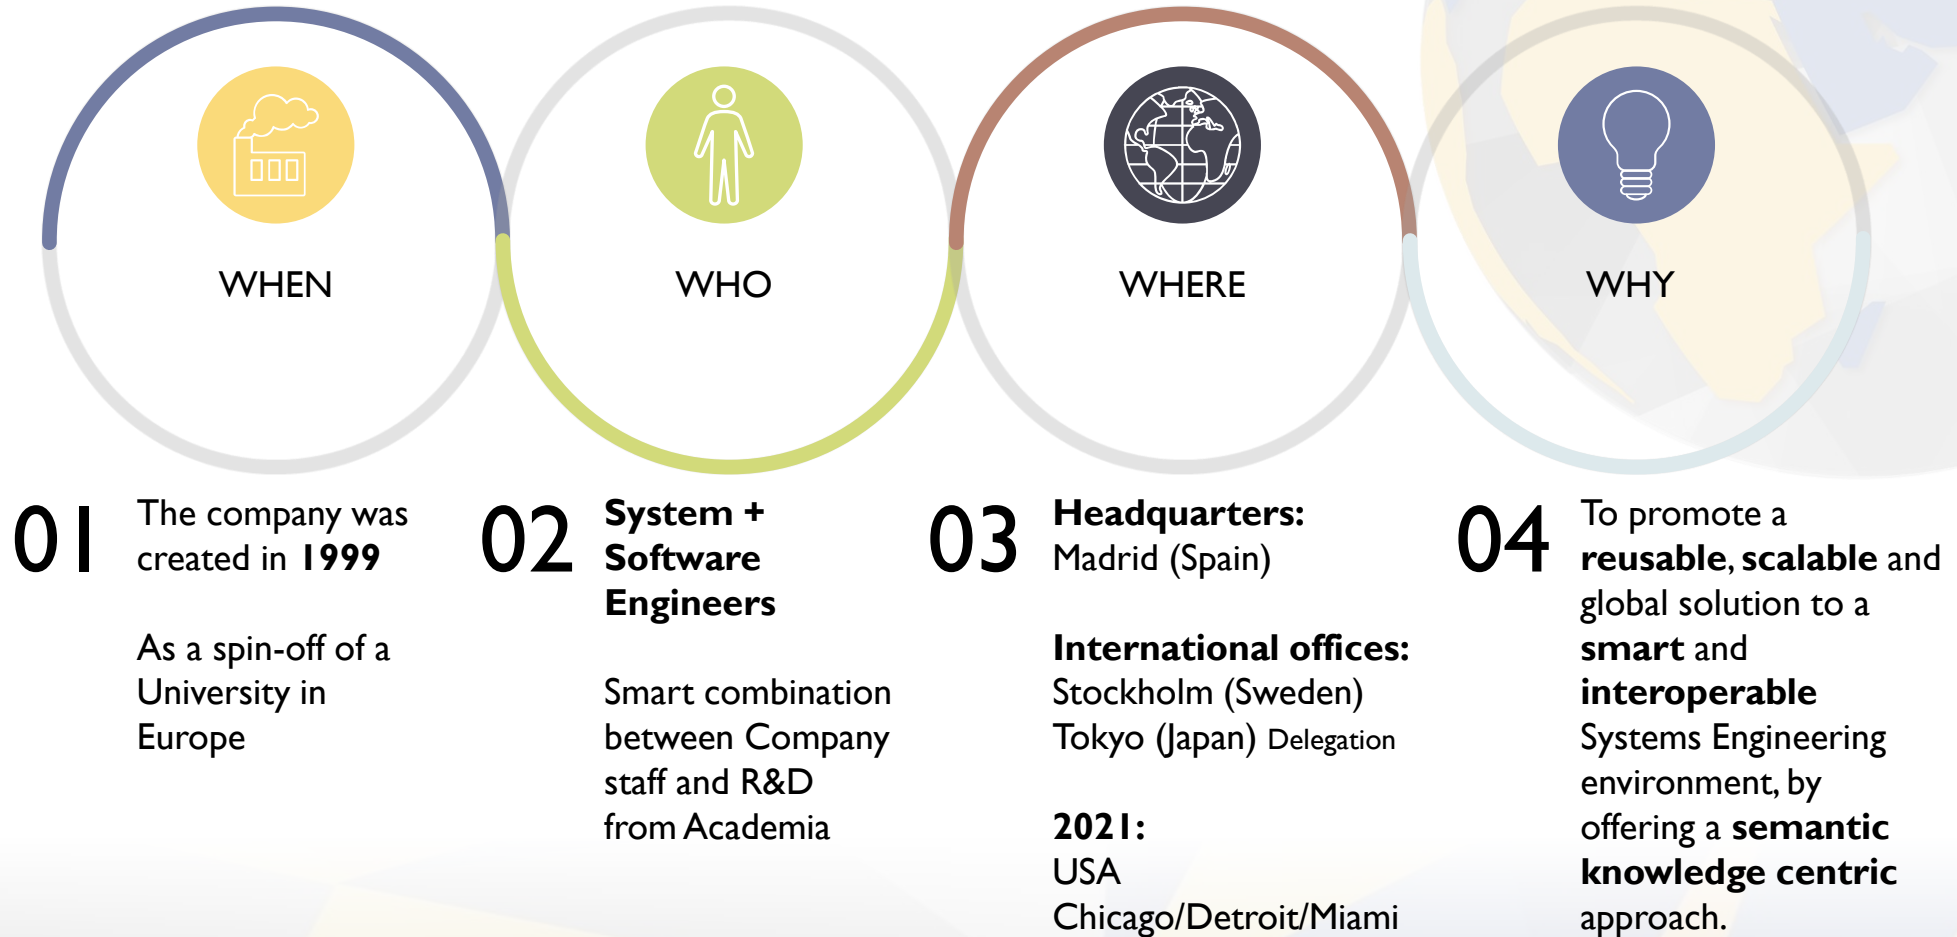 WHEN
WHO
WHERE
WHY
01
The company was
created in 1999
As a spin-off of a
University in
Europe
02
System +
Software
Engineers
Smart combination
between Company
staff and R&D
from Academia
03
Headquarters:
Madrid (Spain)
International offices:
Stockholm (Sweden)
Tokyo (Japan) Delegation
2021:
USA
Chicago/Detroit/Miami
04
To promote a
reusable, scalable and
global solution to a
smart and
interoperable
Systems Engineering
environment, by
offering a semantic
knowledge centric
approach.